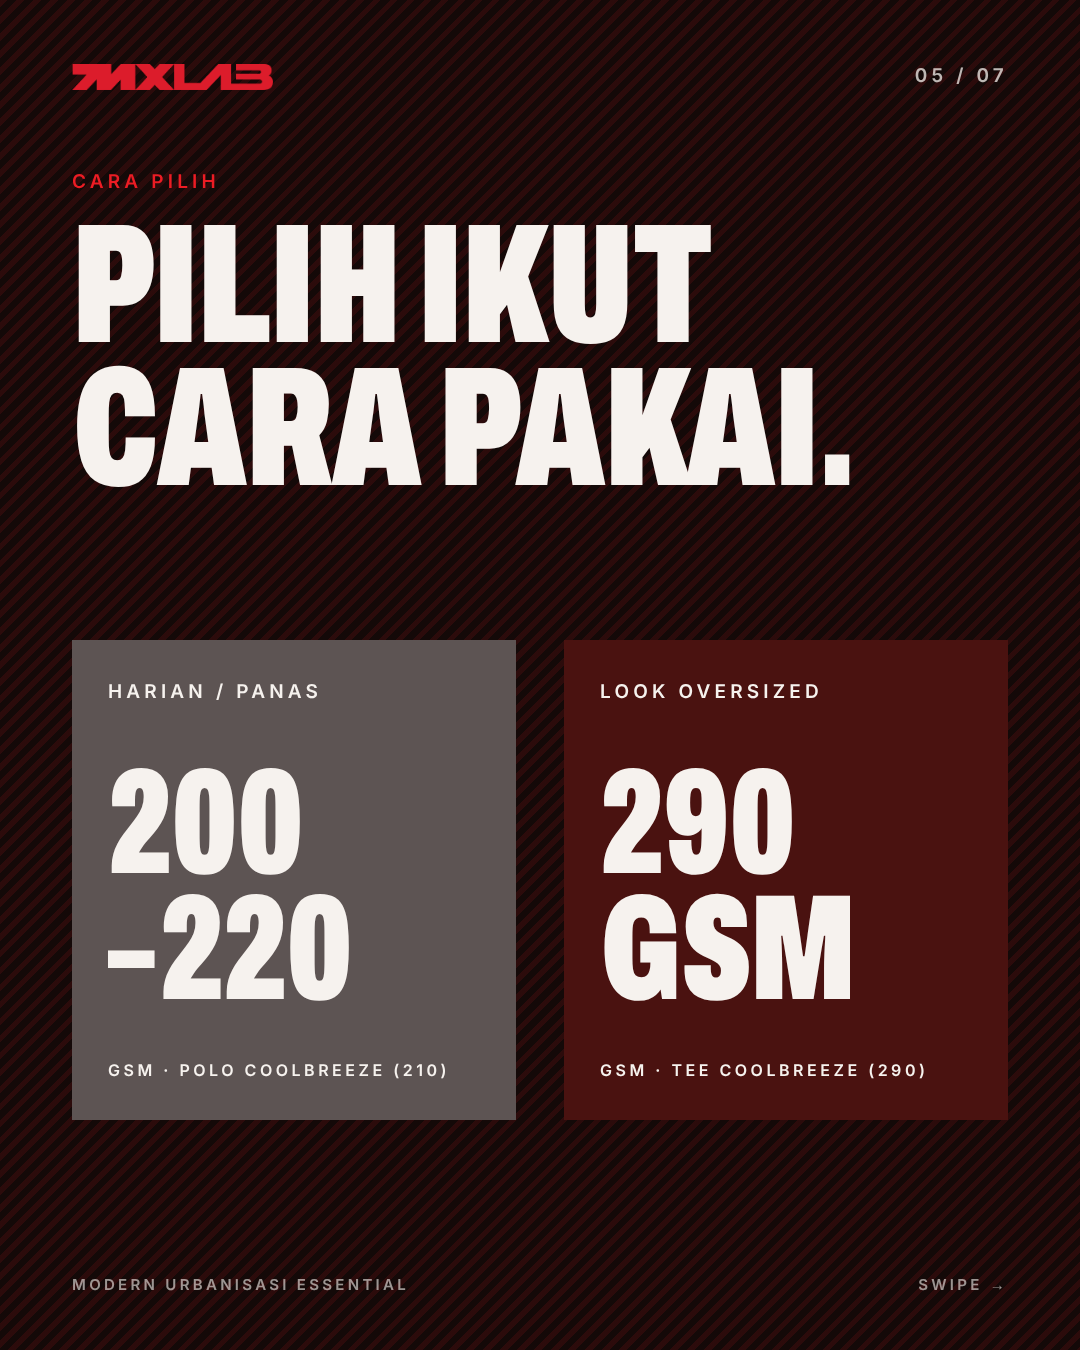 7MXLAB
05 / 07
CARA PILIH
PILIH IKUT
CARA PAKAI.
HARIAN / PANAS
200
–220
GSM · POLO COOLBREEZE (210)
LOOK OVERSIZED
290
GSM
GSM · TEE COOLBREEZE (290)
MODERN URBANISASI ESSENTIAL
SWIPE →